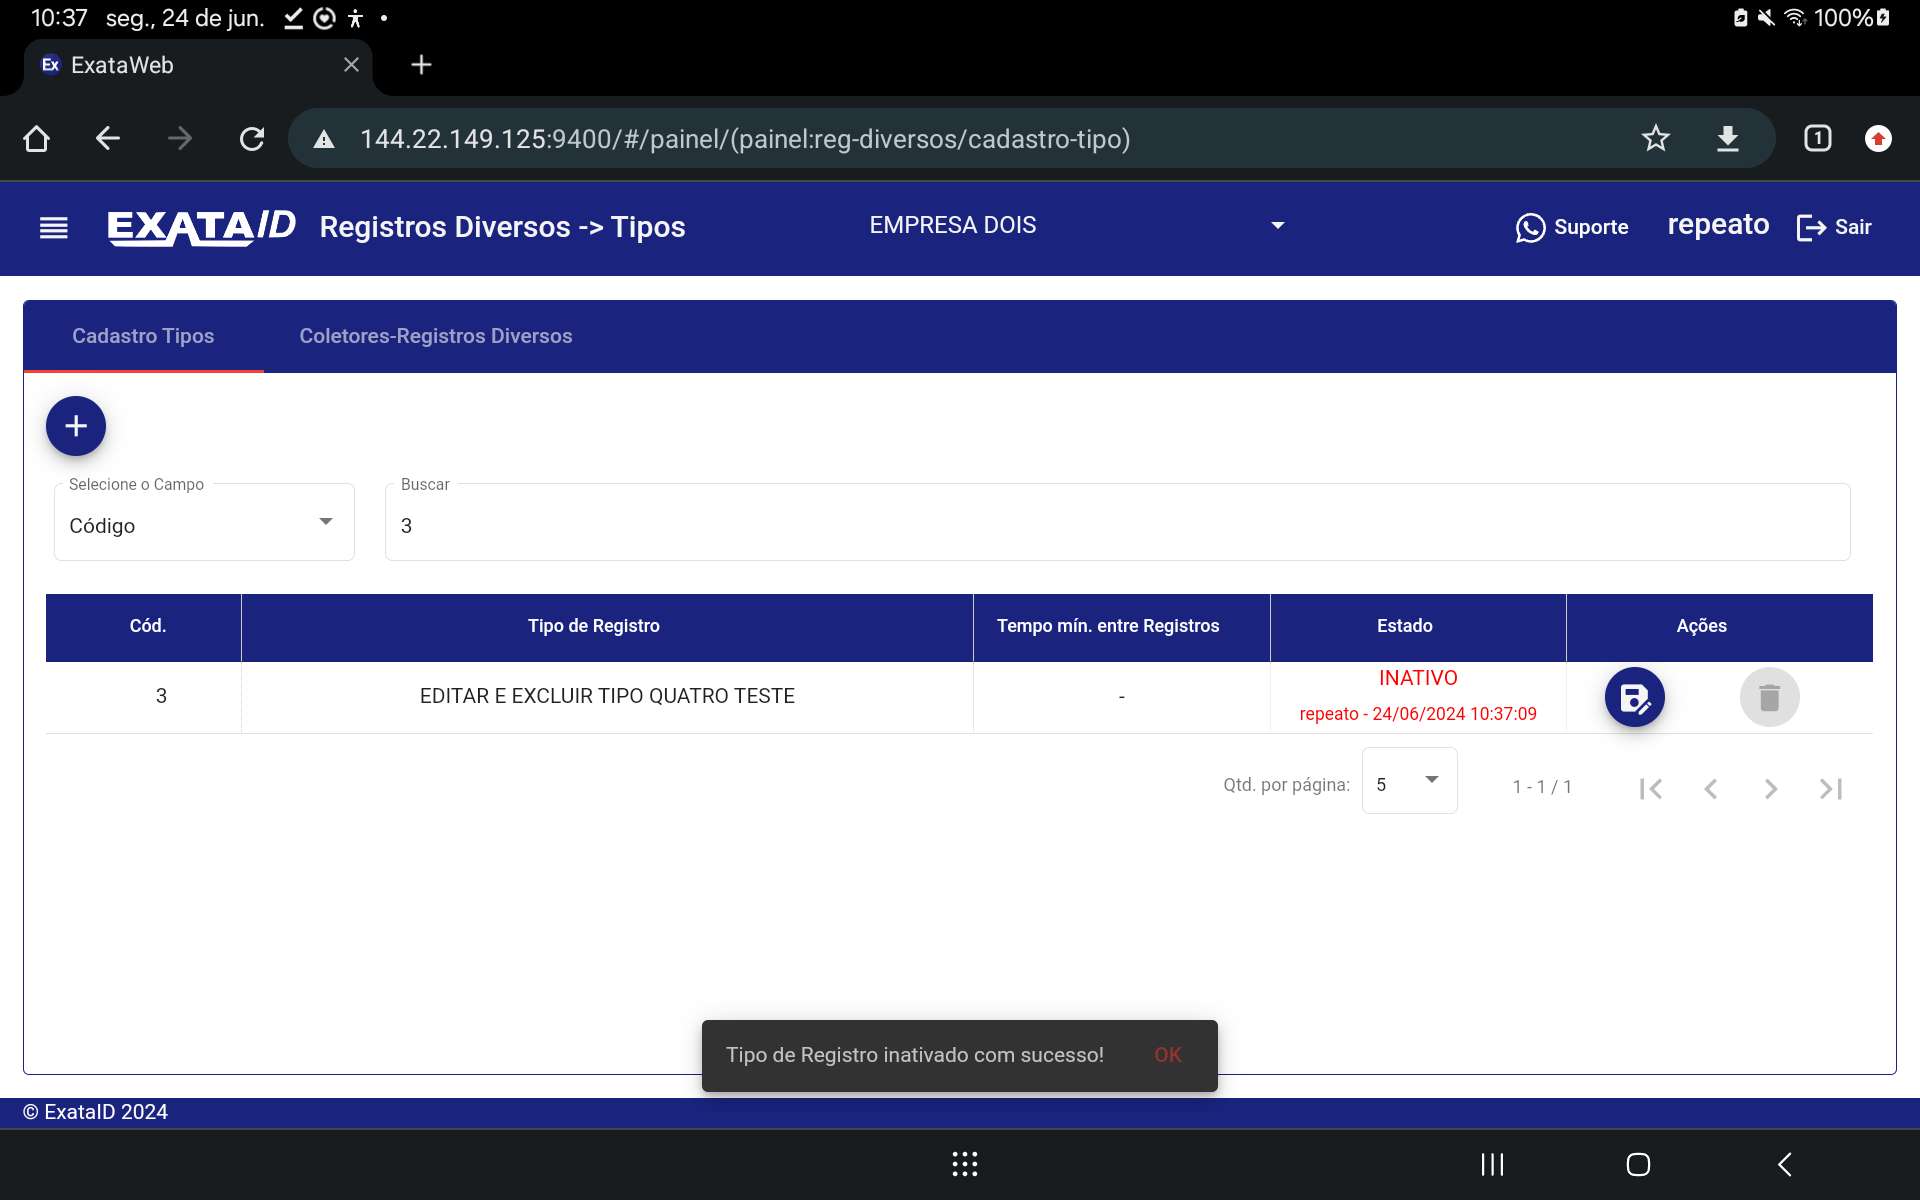 10:37 seg., 24 de jun.
100%
Ex ExataWeb
144.22.149.125:9400/#/painel/(painel:reg-diversos/cadastro-tipo)
1
EXATAID Registros Diversos -> Tipos EMPRESA DOIS Suporte repeato Sair
Cadastro Tipos Coletores-Registros Diversos
+
Selecione o Campo Buscar
Código 3
Cód. Tipo de Registro Tempo mín. entre Registros Estado Ações
3 EDITAR E EXCLUIR TIPO QUATRO TESTE - INATIVO
repeato - 24/06/2024 10:37:09
Qtd. por página: 5 1 - 1 / 1
Tipo de Registro inativado com sucesso! OK
© ExataID 2024